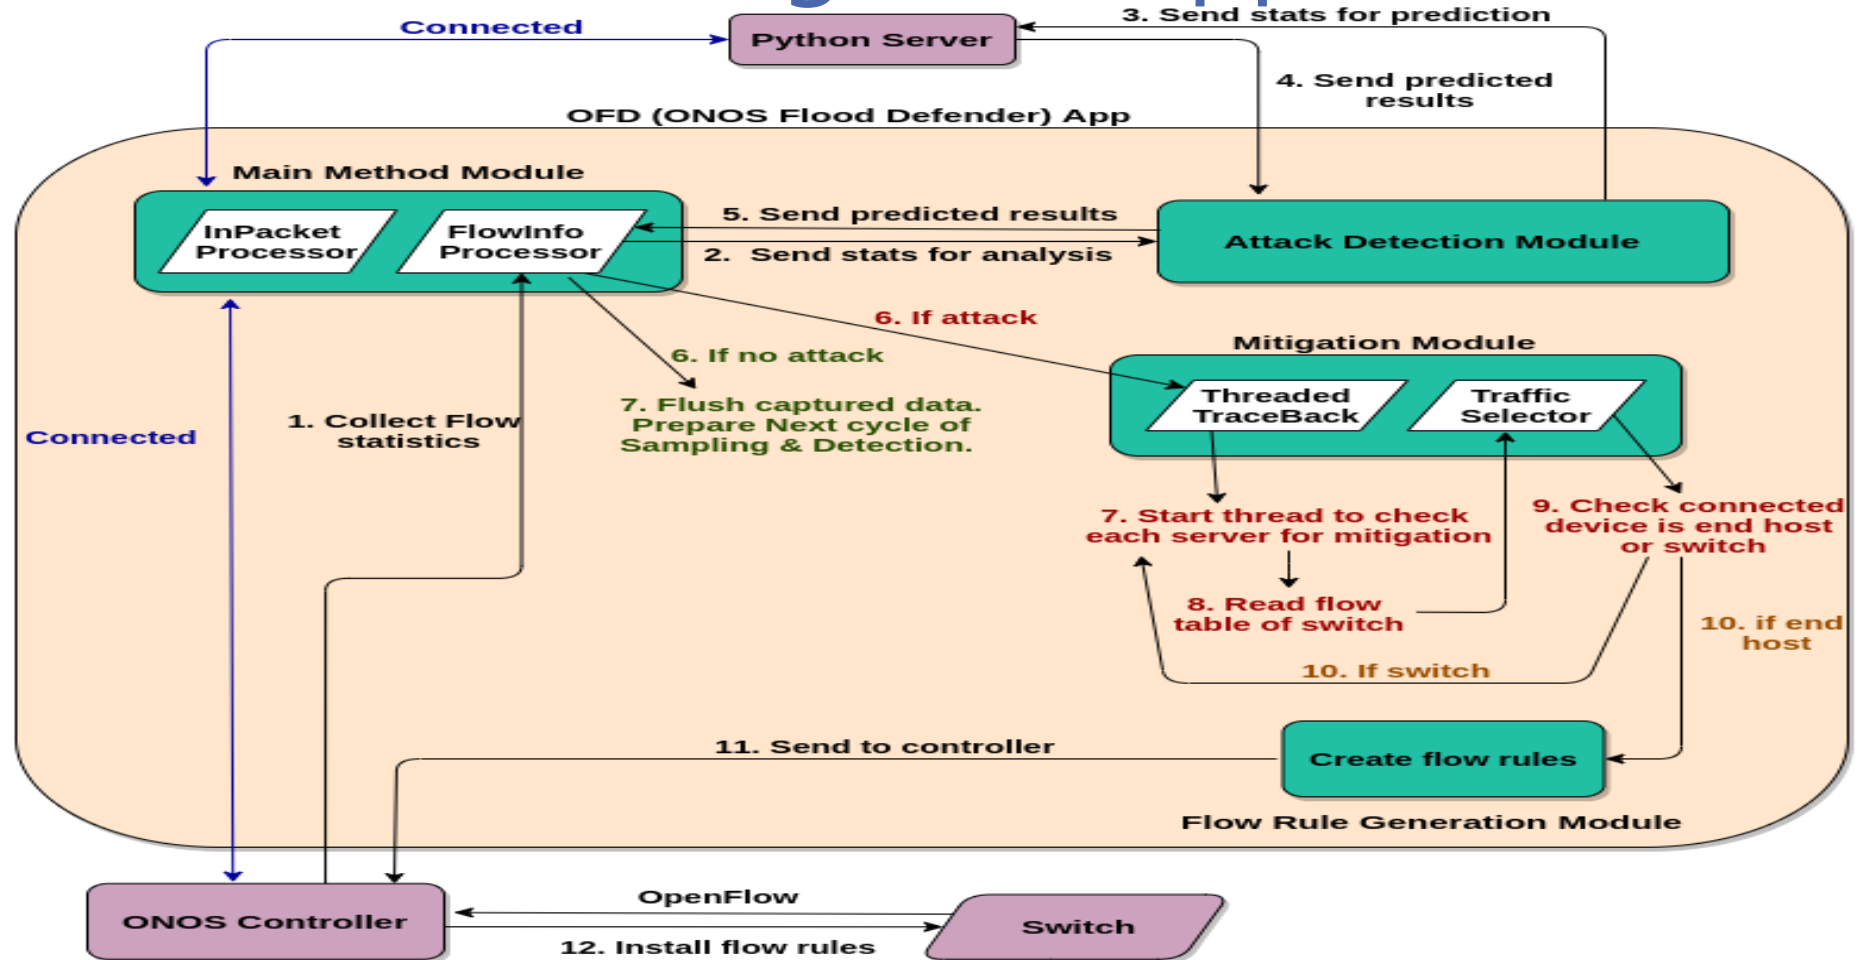 3. Send stats for prediction
Connected
Python Server
4. Send predicted
results
OFD (ONOS Flood Defender) App
Main Method Module
InPacket
Processor
FlowInfo
Processor
5. Send predicted results
2. Send stats for analysis
Attack Detection Module
6. If attack
Mitigation Module
6. If no attack
Threaded
TraceBack
Traffic
Selector
7. Flush captured data.
Prepare Next cycle of
Sampling & Detection.
1. Collect Flow
statistics
Connected
7. Start thread to check
each server for mitigation
9. Check connected
device is end host
or switch
8. Read flow
table of switch
10. if end
host
10. If switch
11. Send to controller
Create flow rules
Flow Rule Generation Module
OpenFlow
ONOS Controller
Switch
12. Install flow rules